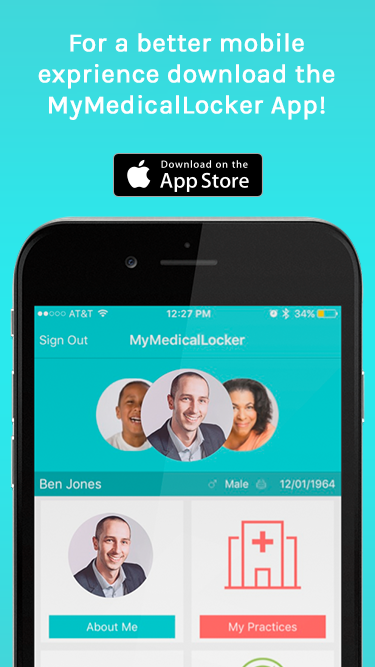 For a better mobile
exprience download the
MyMedicalLocker App!
Download on the
App Store
AT&T 12:27 PM 34%
Sign Out MyMedicalLocker
Ben Jones Male 12/01/1964
About Me My Practices